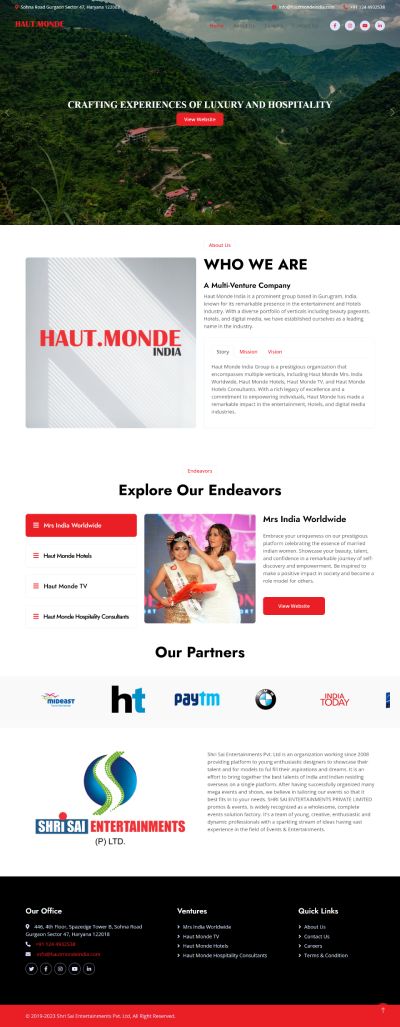 Sohna Road Gurgaon Sector 47, Haryana 122002
info@hautmondeindia.com
+91 124 4932538
HAUT.MONDE
Home
About Us
Contact Us
CRAFTING EXPERIENCES OF LUXURY AND HOSPITALITY
View Website
About Us
WHO WE ARE
A Multi-Venture Company
Haut Monde India is a prominent group based in Gurugram, India,
known for its remarkable presence in the entertainment and Hotels
industry. With a diverse portfolio of verticals including beauty pageants,
Hotels, and digital media, we have established ourselves as a leading
name in the industry.
HAUT.MONDE
INDIA
Story
Mission
Vision
Haut Monde India Group is a prestigious organization that
encompasses multiple verticals, including Haut Monde Mrs. India
Worldwide, Haut Monde Hotels, Haut Monde TV, and Haut Monde
Hotels Consultants. With a rich legacy of excellence and a
commitment to empowering individuals, Haut Monde has made a
remarkable impact in the entertainment, Hotels, and digital media
industries.
Endeavors
Explore Our Endeavors
Mrs India Worldwide
Haut Monde Hotels
Haut Monde TV
Haut Monde Hospitality Consultants
Mrs India Worldwide
Embrace your uniqueness on our prestigious
platform celebrating the essence of married
Indian women. Showcase your beauty, talent,
and confidence in a remarkable journey of self-
discovery and empowerment. Be inspired to
make a positive impact in society and become a
role model for others.
View Website
Our Partners
MIDEAST
ht
paytm
INDIA
TODAY
SHRI SAI ENTERTAINMENTS
(P) LTD.
Shri Sai Entertainments Pvt. Ltd is an organization working since 2008
providing platform to young enthusiastic designers to showcase their
talent and for models to ful fill their aspirations and dreams. It is an
effort to bring together the best talents of India and Indian residing
overseas on a single platform. After having successfully organized many
mega events and shows, we believe in tailoring our events so that it
best fits in to your needs. SHRI SAI ENTERTAINMENTS PRIVATE LIMITED
promos & events, is widely recognized as a wholesome, complete
events solution factory. It's a team of young, creative, enthusiastic and
dynamic professionals with a sparkling stream of ideas having vast
experience in the field of Events & Entertainments.
Our Office
446, 4th Floor, Spazedge Tower B, Sohna Road
Gurgaon Sector 47, Haryana 122018
+91 124 4932538
info@hautmondeindia.com
Ventures
Mrs India Worldwide
Haut Monde TV
Haut Monde Hotels
Haut Monde Hospitality Consultants
Quick Links
About Us
Contact Us
Careers
Terms & Condition
© 2019-2023 Shri Sai Entertainments Pvt. Ltd, All Right Reserved.